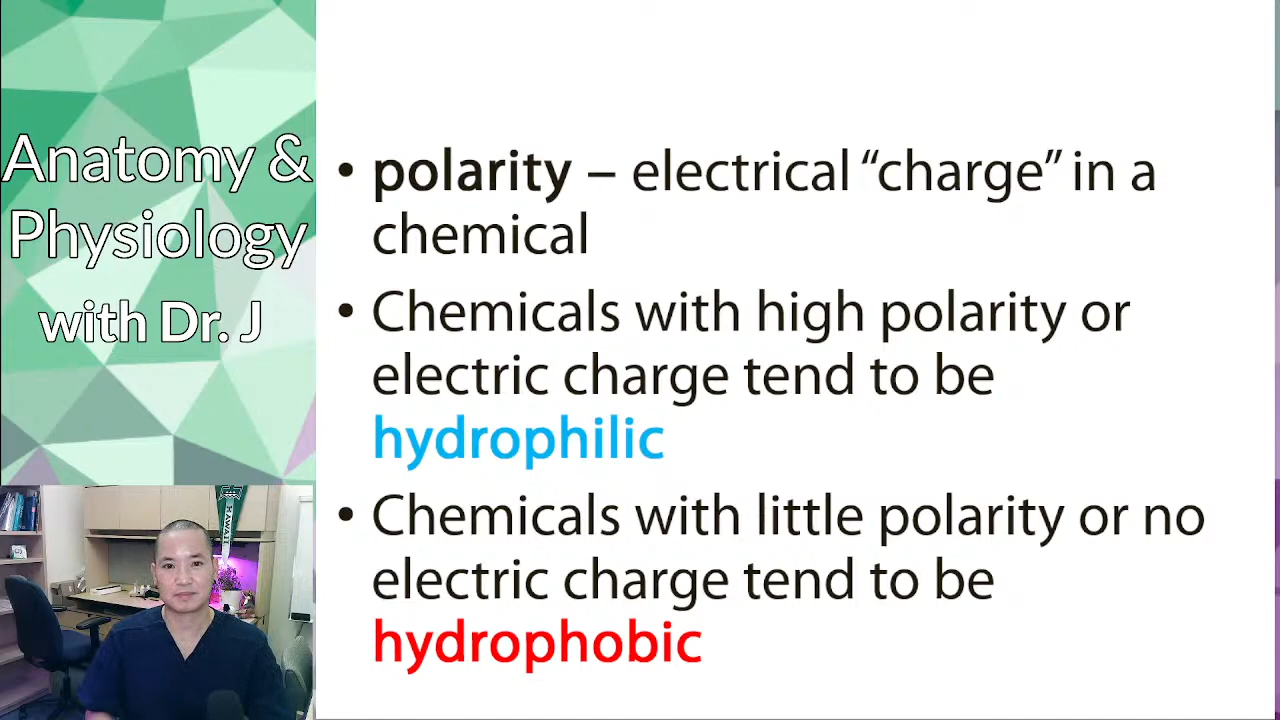 Anatomy &
Physiology
with Dr. J
• polarity – electrical “charge” in a
chemical
• Chemicals with high polarity or
electric charge tend to be
hydrophilic
• Chemicals with little polarity or no
electric charge tend to be
hydrophobic
HAWAII